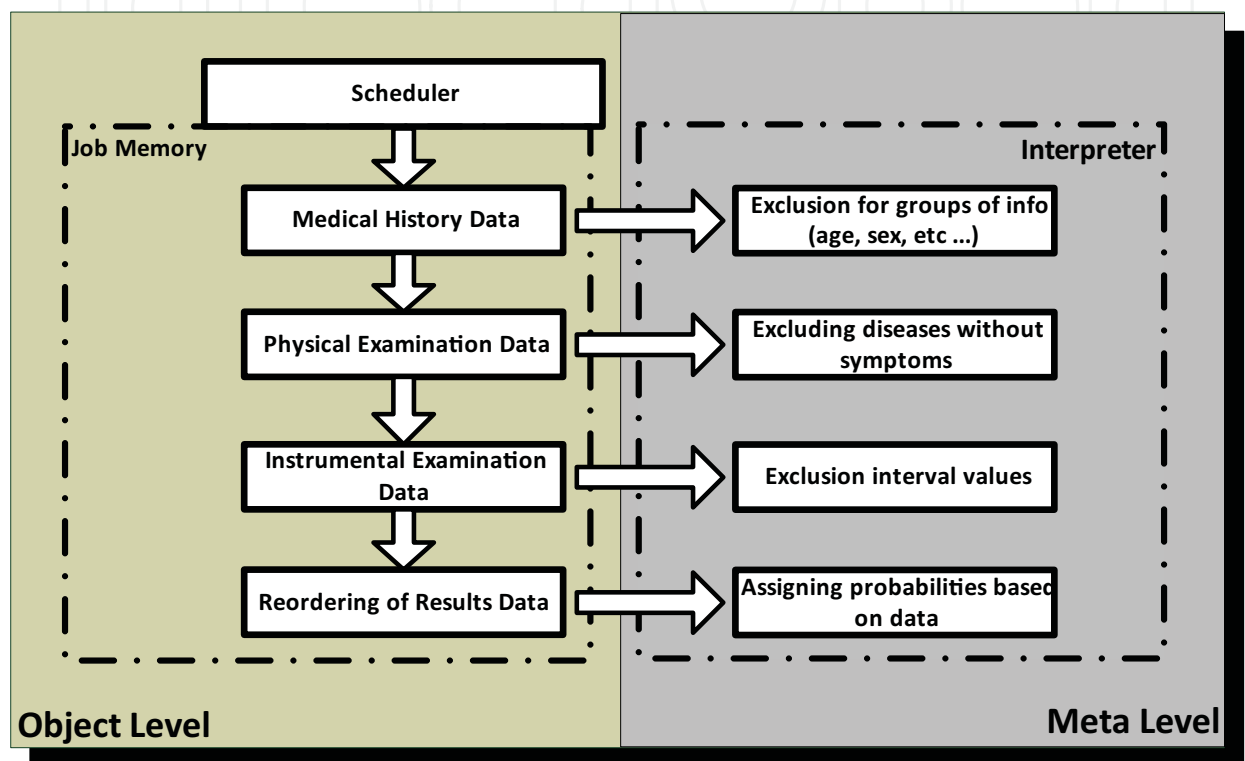 Scheduler
Job Memory
Interpreter
Medical History Data
Exclusion for groups of info
(age, sex, etc ...)
Physical Examination Data
Excluding diseases without
symptoms
Instrumental Examination
Data
Exclusion interval values
Reordering of Results Data
Assigning probabilities based
on data
Object Level
Meta Level